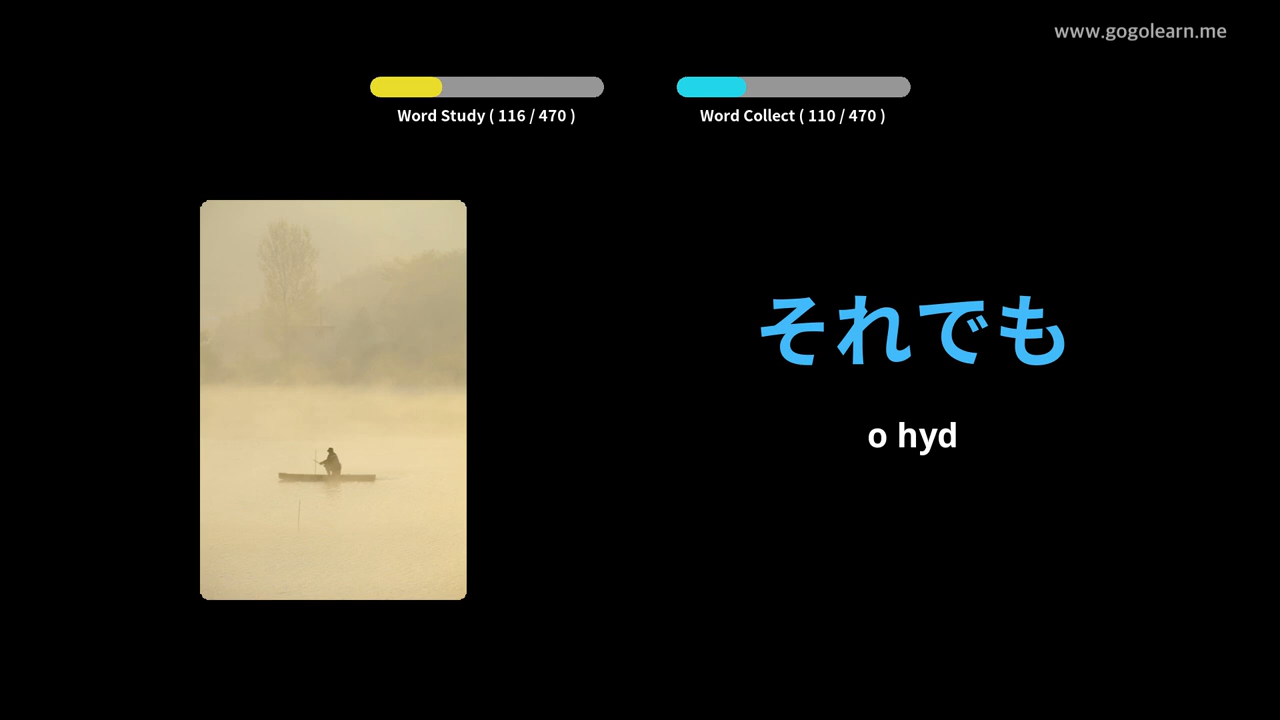 www.gogolearn.me
Word Study ( 116 / 470 )
Word Collect ( 110 / 470 )
それでも
o hyd